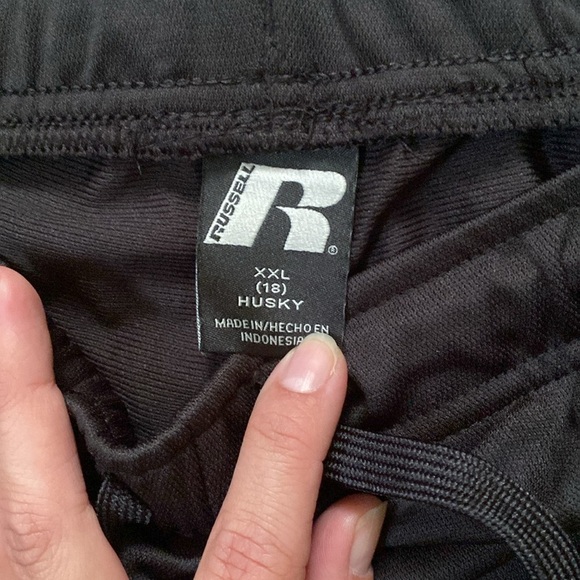 RUSSELL
R
®
XXL
(18)
HUSKY
MADE IN/HECHO EN
INDONESIA